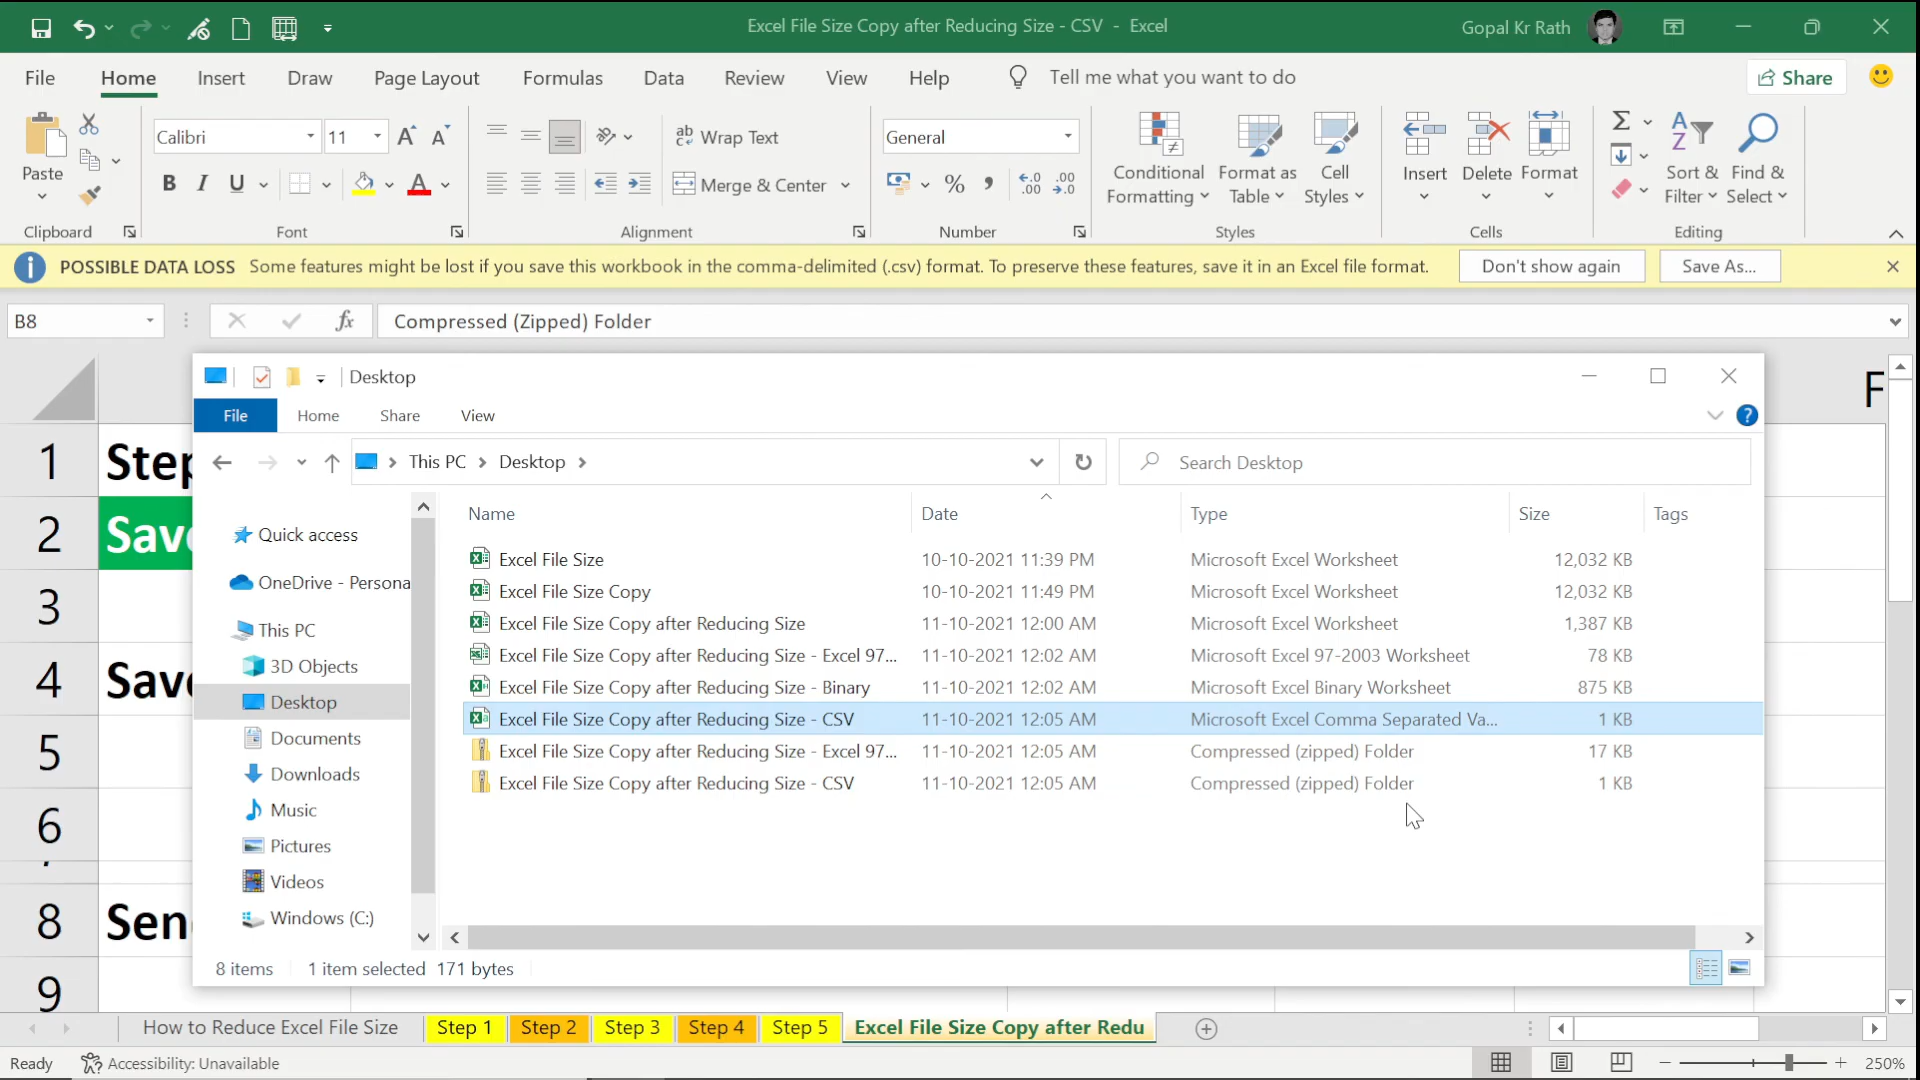 Excel File Size Copy after Reducing Size - CSV - Excel
Gopal Kr Rath
File Home Insert Draw Page Layout Formulas Data Review View Help Tell me what you want to do Share
Calibri 11 ab Wrap Text General
Paste B I U A Merge & Center % Conditional Formatting Format as Table Cell Styles Insert Delete Format Sort & Filter Find & Select
Clipboard Font Alignment Number Styles Cells Editing
POSSIBLE DATA LOSS Some features might be lost if you save this workbook in the comma-delimited (.csv) format. To preserve these features, save it in an Excel file format. Don't show again Save As...
B8 fx Compressed (Zipped) Folder
F
1 Step
2 Save
3
4 Save
5
6
8 Send
9
Desktop
File Home Share View
This PC Desktop Search Desktop
Name Date Type Size Tags
Quick access
OneDrive - Persona
This PC
3D Objects
Desktop
Documents
Downloads
Music
Pictures
Videos
Windows (C:)
Excel File Size 10-10-2021 11:39 PM Microsoft Excel Worksheet 12,032 KB
Excel File Size Copy 10-10-2021 11:49 PM Microsoft Excel Worksheet 12,032 KB
Excel File Size Copy after Reducing Size 11-10-2021 12:00 AM Microsoft Excel Worksheet 1,387 KB
Excel File Size Copy after Reducing Size - Excel 97... 11-10-2021 12:02 AM Microsoft Excel 97-2003 Worksheet 78 KB
Excel File Size Copy after Reducing Size - Binary 11-10-2021 12:02 AM Microsoft Excel Binary Worksheet 875 KB
Excel File Size Copy after Reducing Size - CSV 11-10-2021 12:05 AM Microsoft Excel Comma Separated Va... 1 KB
Excel File Size Copy after Reducing Size - Excel 97... 11-10-2021 12:05 AM Compressed (zipped) Folder 17 KB
Excel File Size Copy after Reducing Size - CSV 11-10-2021 12:05 AM Compressed (zipped) Folder 1 KB
8 items 1 item selected 171 bytes
How to Reduce Excel File Size Step 1 Step 2 Step 3 Step 4 Step 5 Excel File Size Copy after Redu
Ready Accessibility: Unavailable 250%